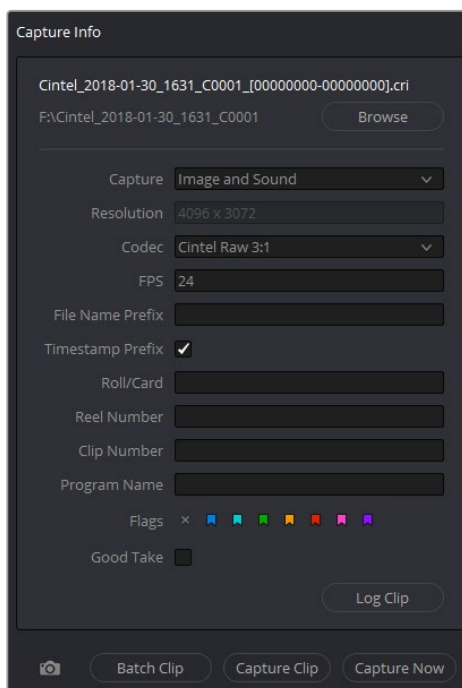 Capture Info
Cintel_2018-01-30_1631_C0001_[00000000-00000000].cri
F:\Cintel_2018-01-30_1631_C0001
Browse
Capture Image and Sound
Resolution 4096 x 3072
Codec Cintel Raw 3:1
FPS 24
File Name Prefix
Timestamp Prefix
Roll/Card
Reel Number
Clip Number
Program Name
Flags
Good Take
Log Clip
Batch Clip Capture Clip Capture Now